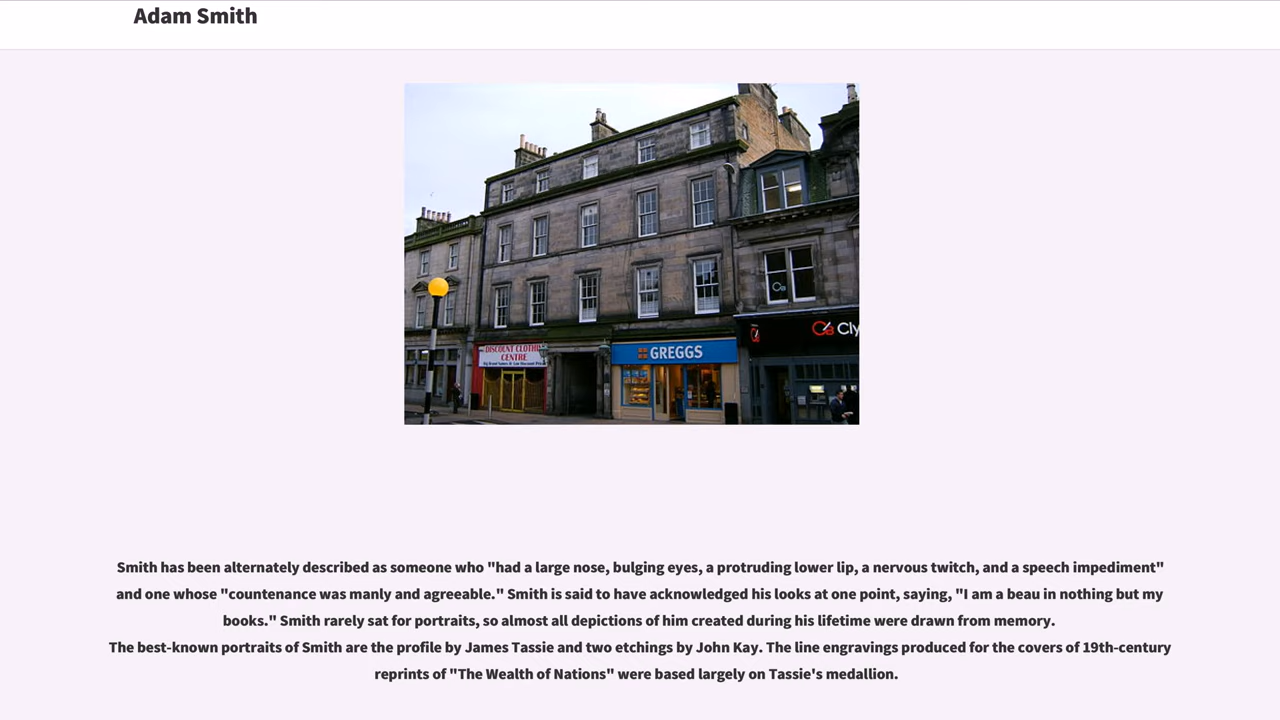 Adam Smith
DISCOUNT CLOTHI
CENTRE
GREGGS
Cly
Smith has been alternately described as someone who "had a large nose, bulging eyes, a protruding lower lip, a nervous twitch, and a speech impediment"
and one whose "countenance was manly and agreeable." Smith is said to have acknowledged his looks at one point, saying, "I am a beau in nothing but my
books." Smith rarely sat for portraits, so almost all depictions of him created during his lifetime were drawn from memory.
The best-known portraits of Smith are the profile by James Tassie and two etchings by John Kay. The line engravings produced for the covers of 19th-century
reprints of "The Wealth of Nations" were based largely on Tassie's medallion.